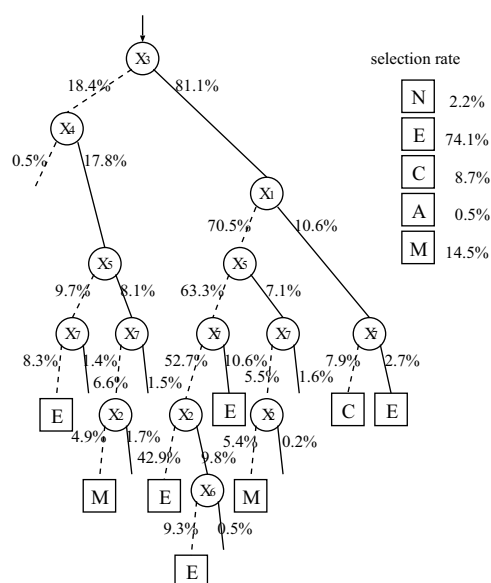 X3
18.4% 81.1%
selection rate
N 2.2%
X4
E 74.1%
0.5% 17.8%
C 8.7%
X1
A 0.5%
70.5% 10.6%
M 14.5%
X5 X5
9.7% 8.1% 63.3% 7.1%
X7 X7 X7 X7 X7
8.3% 1.4% 52.7% 10.6% 7.9% 2.7%
6.6% 1.5% 5.5% 1.6%
E X2 X2 E X2 C E
4.9% 1.7% 42.9% 9.8% 5.4% 0.2%
M E X6 M
9.3% 0.5%
E